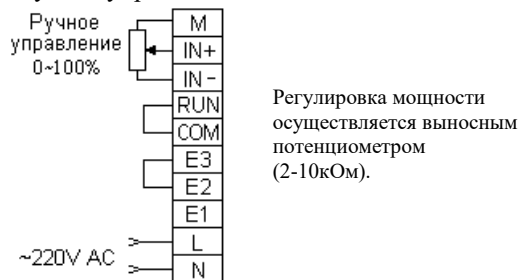 Ручное
управление
0~100%
M
IN+
IN-
RUN
COM
E3
E2
E1
L
N
~220V AC
Регулировка мощности
осуществляется выносным
потенциометром
(2-10кОм).